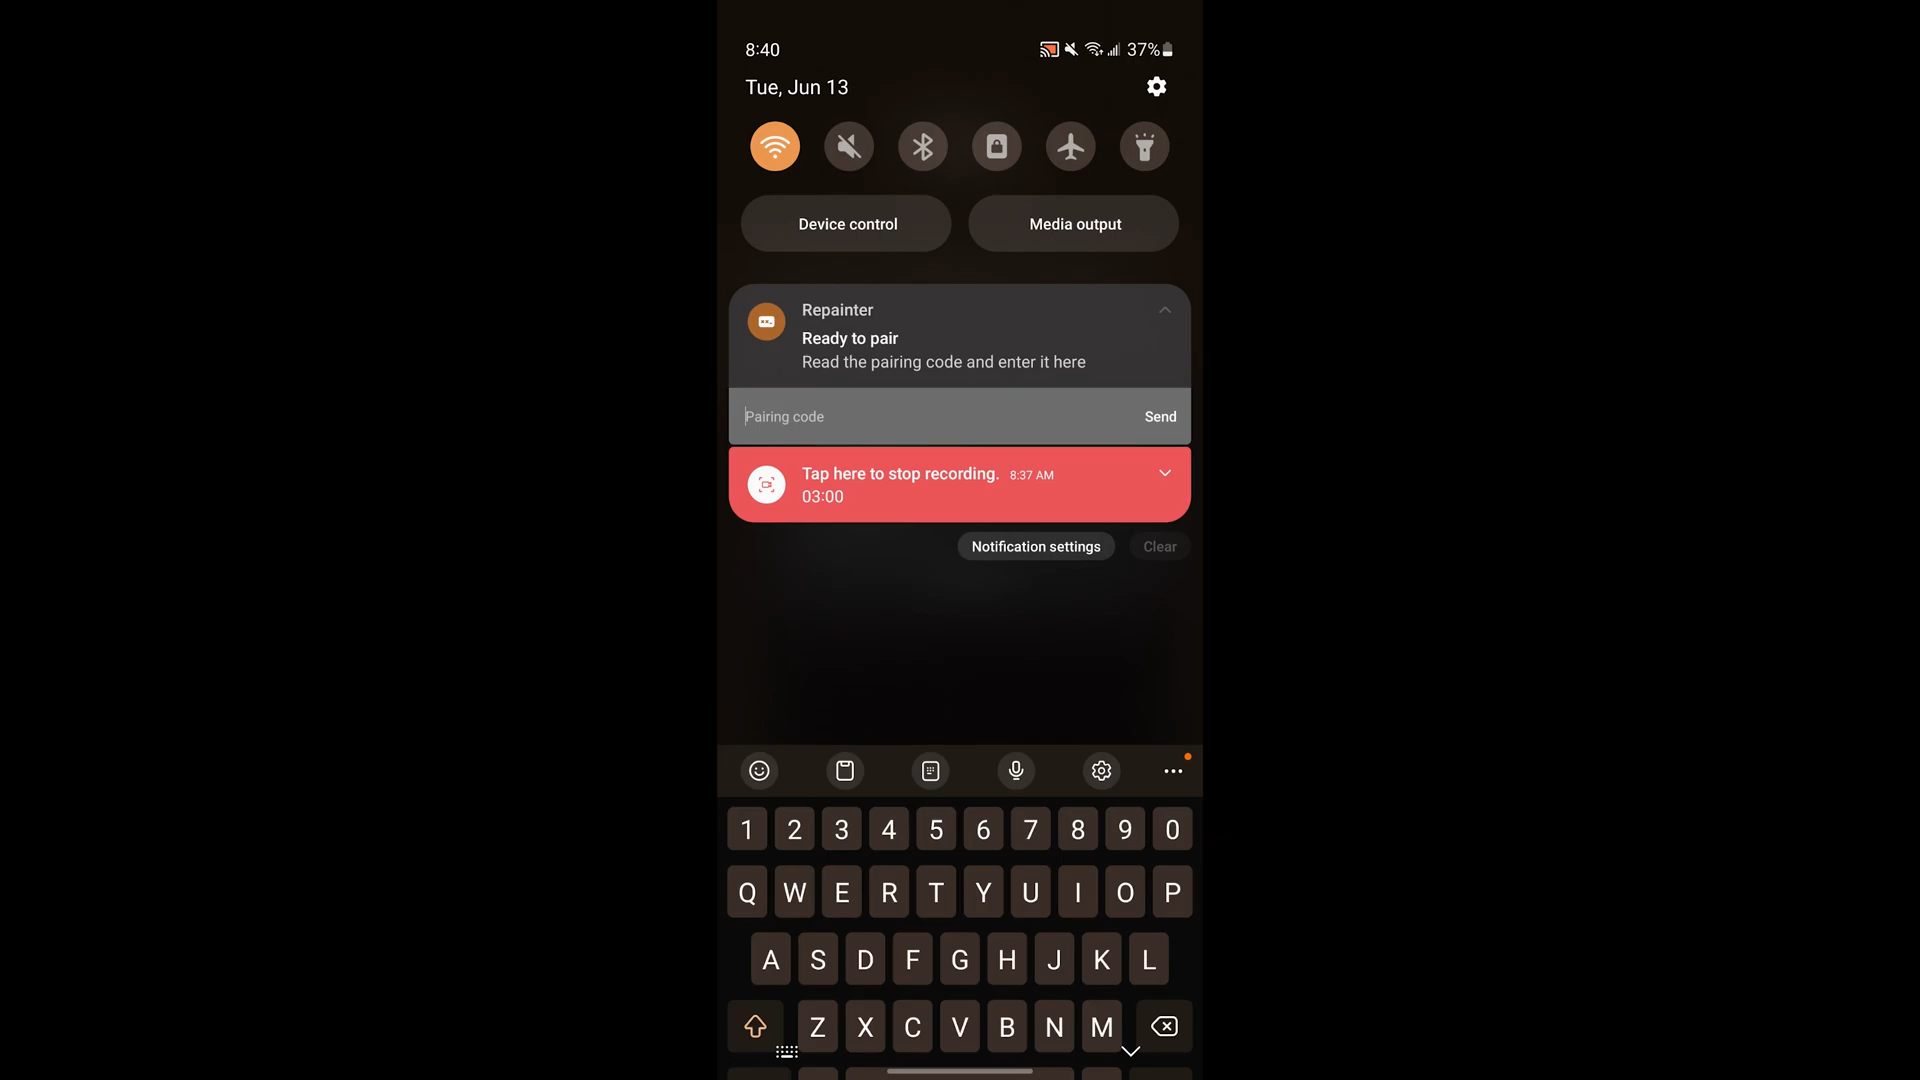 8:40
37%
Tue, Jun 13
Device control
Media output
Repainter
Ready to pair
Read the pairing code and enter it here
Pairing code
Send
Tap here to stop recording. 8:37 AM
03:00
Notification settings
Clear
1 2 3 4 5 6 7 8 9 0
Q W E R T Y U I O P
A S D F G H J K L
Z X C V B N M